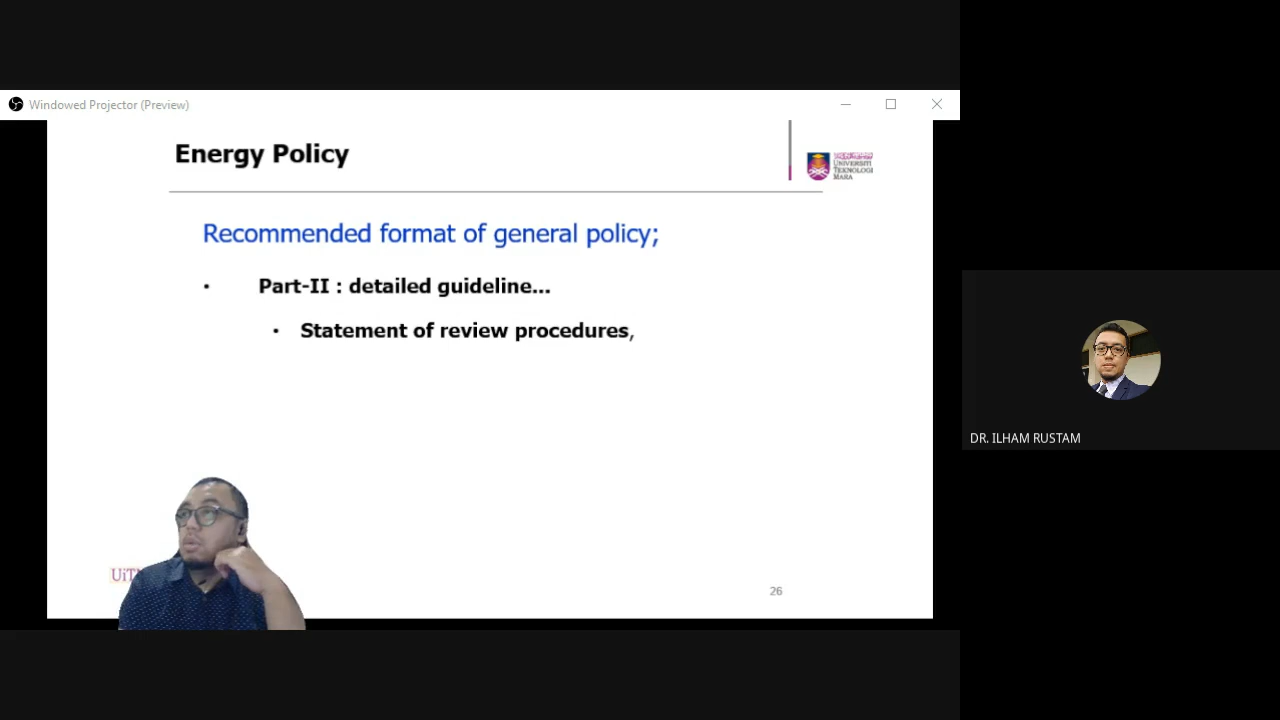 Windowed Projector (Preview)
Energy Policy
UNIVERSITI
TEKNOLOGI
MARA
Recommended format of general policy;
• Part-II : detailed guideline...
• Statement of review procedures,
DR. ILHAM RUSTAM
26